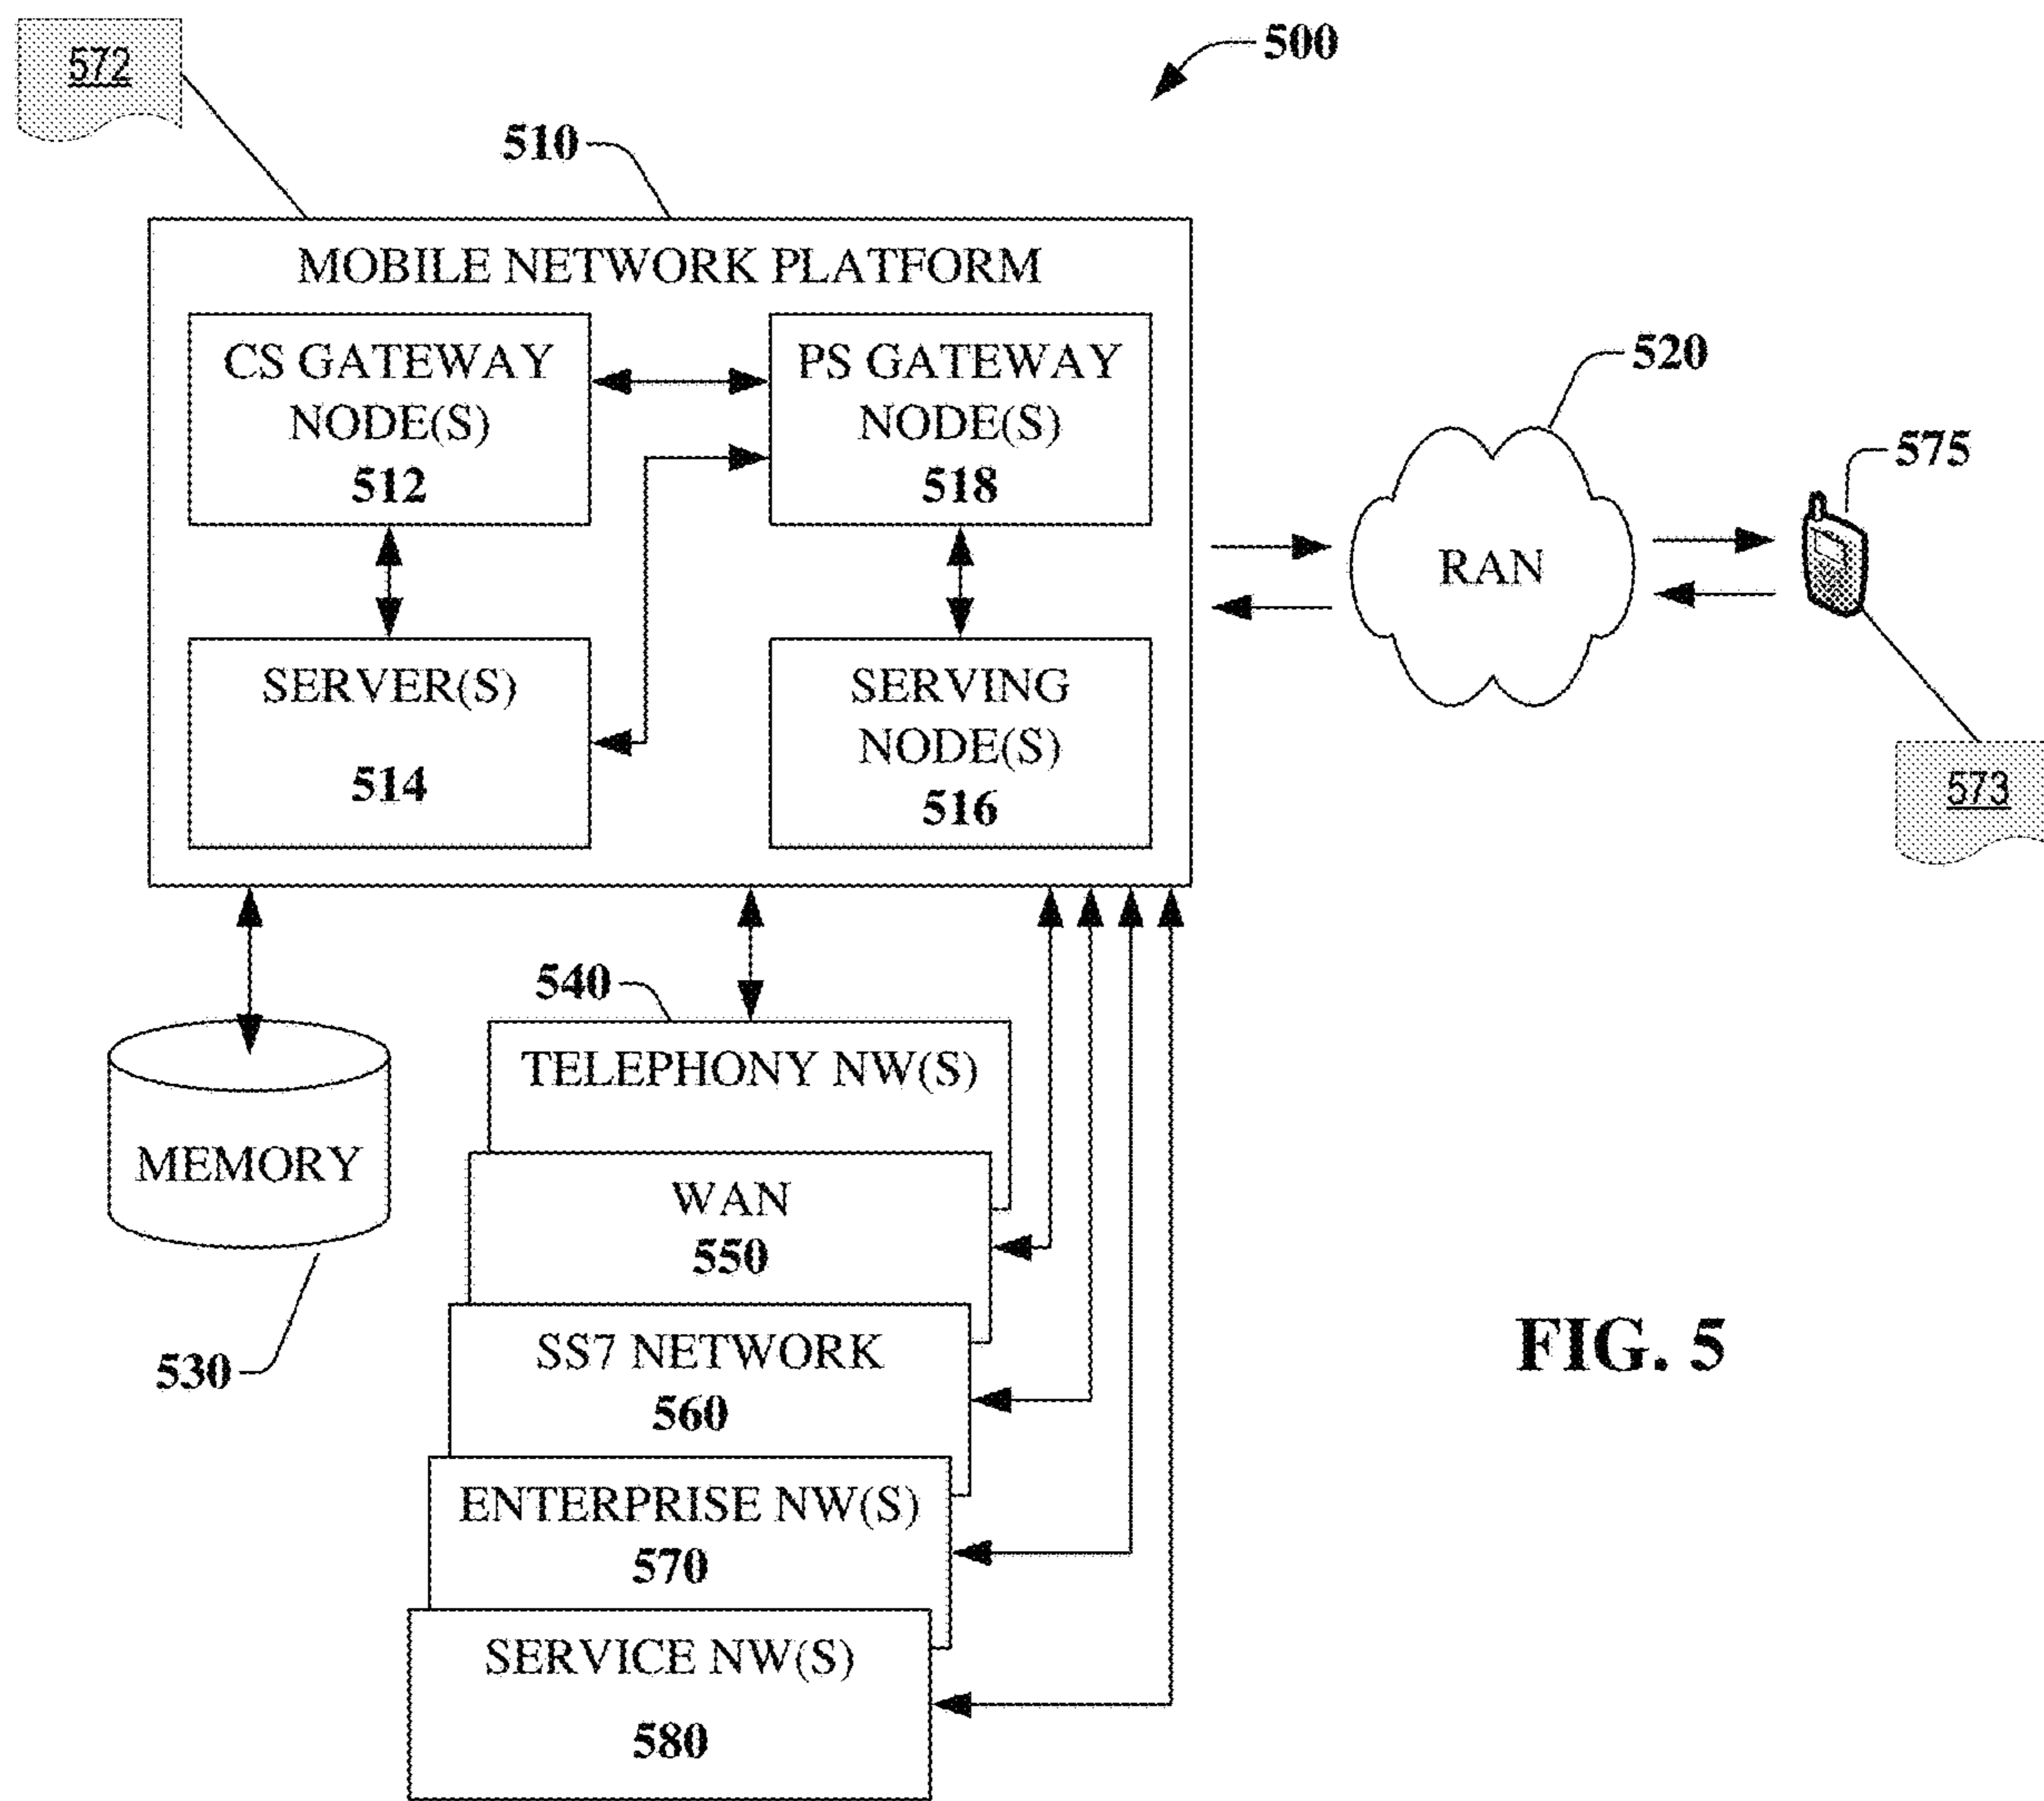 572
500
510
MOBILE NETWORK PLATFORM
CS GATEWAY
NODE(S)
512
PS GATEWAY
NODE(S)
518
SERVER(S)
514
SERVING
NODE(S)
516
520
RAN
575
573
540
TELEPHONY NW(S)
MEMORY
530
WAN
550
SS7 NETWORK
560
ENTERPRISE NW(S)
570
SERVICE NW(S)
580
FIG. 5